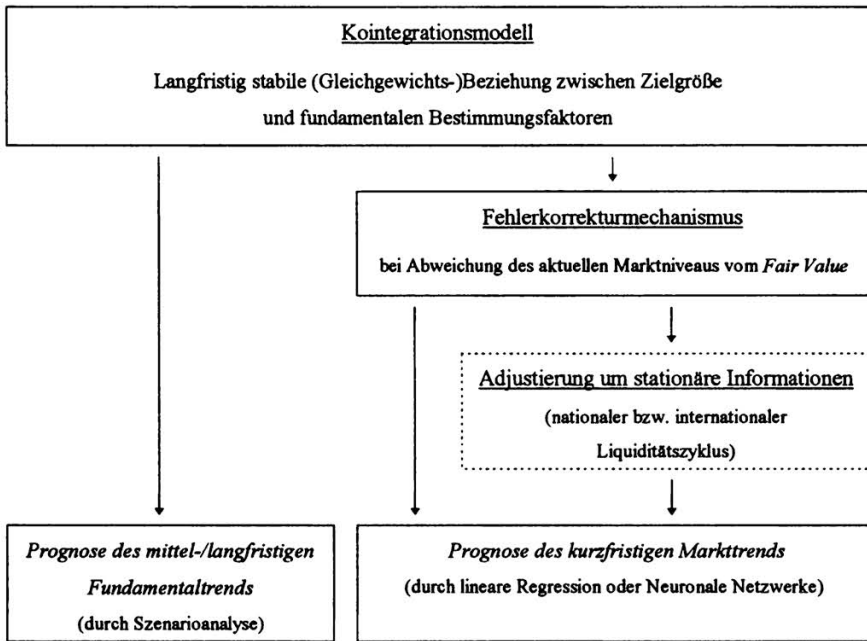 Kointegrationsmodell
Langfristig stabile (Gleichgewichts-)Beziehung zwischen Zielgröße
und fundamentalen Bestimmungsfaktoren
Fehlerkorrekturmechanismus
bei Abweichung des aktuellen Marktniveaus vom Fair Value
Adjustierung um stationäre Informationen
(nationaler bzw. internationaler
Liquiditätszyklus)
Prognose des mittel-/langfristigen
Fundamentaltrends
(durch Szenarioanalyse)
Prognose des kurzfristigen Markttrends
(durch lineare Regression oder Neuronale Netzwerke)